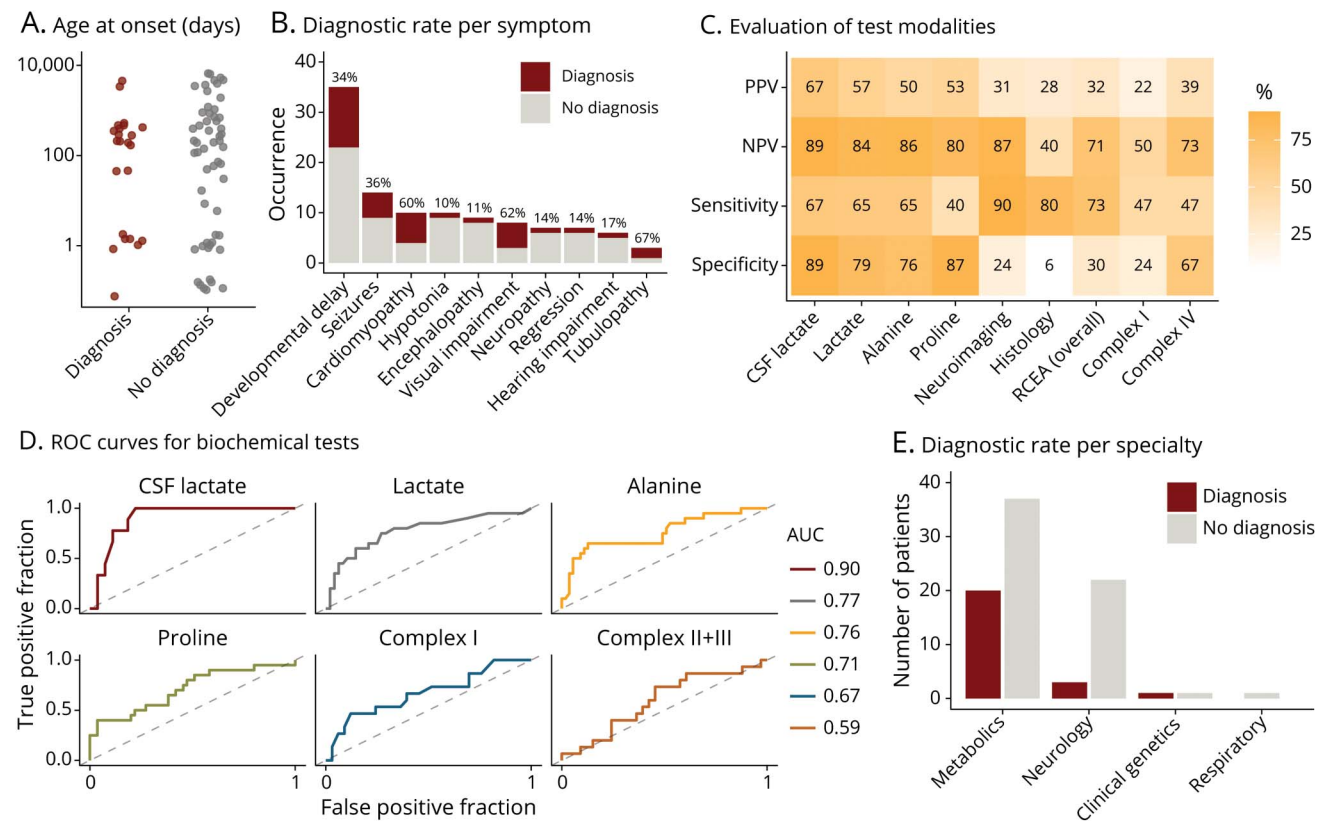 A. Age at onset (days)
10,000
100
1
Diagnosis
No diagnosis
B. Diagnostic rate per symptom
Occurrence
40
30
20
10
0
34%
36%
60%
10%
11%
62%
14%
14%
17%
67%
Diagnosis
No diagnosis
Developmental delay
Seizures
Cardiomyopathy
Hypotonia
Encephalopathy
Visual impairment
Neuropathy
Regression
Hearing impairment
Tubulopathy
C. Evaluation of test modalities
PPV 67 57 50 53 31 28 32 22 39
NPV 89 84 86 80 87 40 71 50 73
Sensitivity 67 65 65 40 90 80 73 47 47
Specificity 89 79 76 87 24 6 30 24 67
CSF lactate
Lactate
Alanine
Proline
Neuroimaging
Histology
RCEA (overall)
Complex I
Complex IV
%
75
50
25
D. ROC curves for biochemical tests
True positive fraction
CSF lactate
Lactate
Alanine
1.0
0.5
0.0
Proline
Complex I
Complex II+III
1.0
0.5
0.0
0 1 0 1 0 1
False positive fraction
AUC
0.90
0.77
0.76
0.71
0.67
0.59
E. Diagnostic rate per specialty
Number of patients
40
30
20
10
0
Diagnosis
No diagnosis
Metabolics
Neurology
Clinical genetics
Respiratory